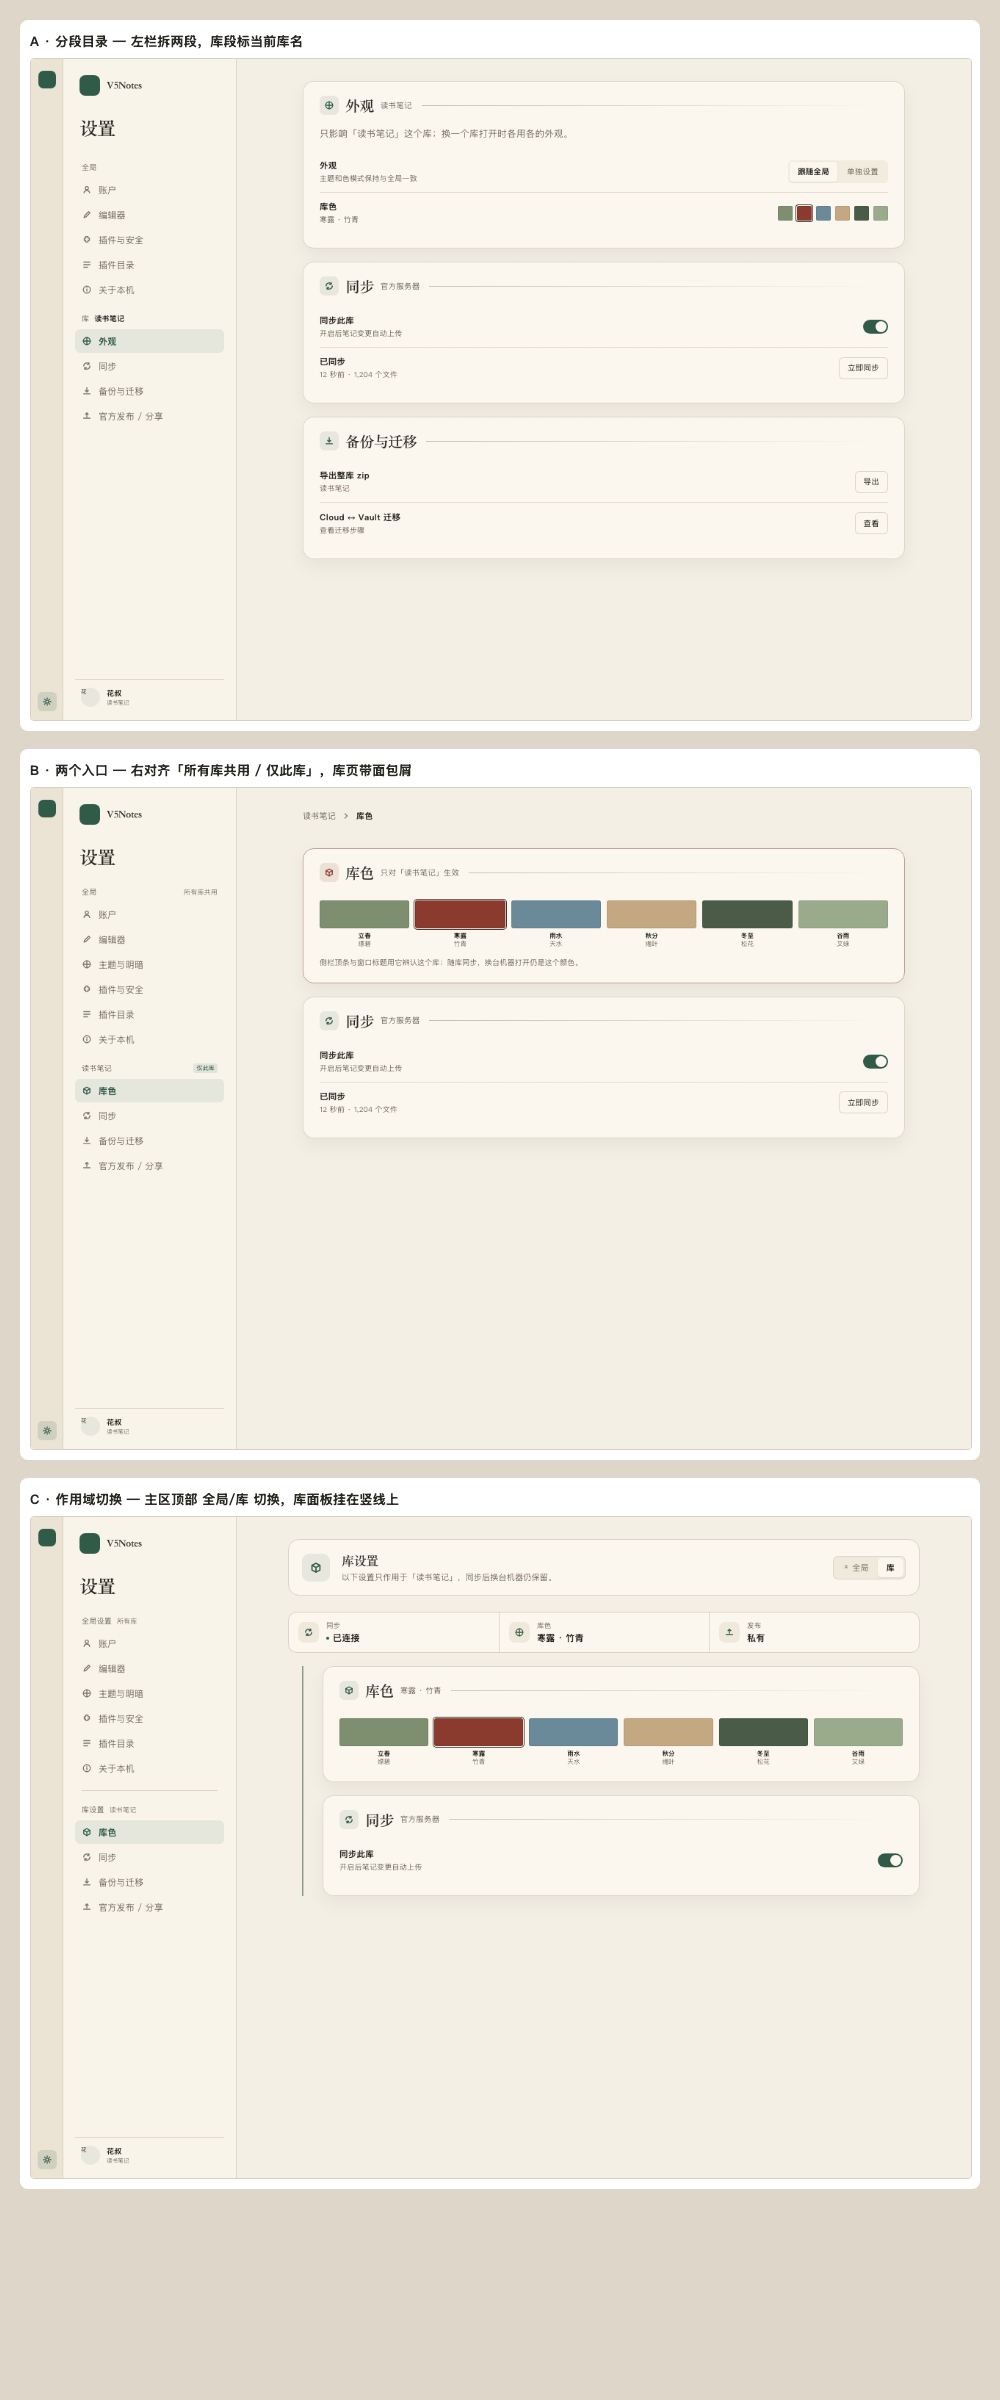 A · 分段目录 — 左栏拆两段，库段标当前库名
V5Notes
设置
全局
账户
编辑器
插件与安全
插件目录
关于本机
库 读书笔记
外观
同步
备份与迁移
官方发布 / 分享
花
花叔
读书笔记
外观 读书笔记
只影响「读书笔记」这个库；换一个库打开时各用各的外观。
外观
主题和色模式保持与全局一致
跟随全局 单独设置
库色
寒露 · 竹青
同步 官方服务器
同步此库
开启后笔记变更自动上传
已同步
12 秒前 · 1,204 个文件
立即同步
备份与迁移
导出整库 zip
读书笔记
导出
Cloud ↔ Vault 迁移
查看迁移步骤
查看
B · 两个入口 — 右对齐「所有库共用 / 仅此库」，库页带面包屑
V5Notes
设置
全局 所有库共用
账户
编辑器
主题与明暗
插件与安全
插件目录
关于本机
读书笔记 仅此库
库色
同步
备份与迁移
官方发布 / 分享
花
花叔
读书笔记
读书笔记 > 库色
库色 只对「读书笔记」生效
立春 寒露 雨水 秋分 冬至 谷雨
竹青 天水 松花 艾绿
侧栏顶条与窗口标题用它辨认这个库；随库同步，换台机器打开仍是这个颜色。
同步 官方服务器
同步此库
开启后笔记变更自动上传
已同步
12 秒前 · 1,204 个文件
立即同步
C · 作用域切换 — 主区顶部 全局/库 切换，库面板挂在竖线上
V5Notes
设置
全局设置 所有库
账户
编辑器
主题与明暗
插件与安全
插件目录
关于本机
库设置 读书笔记
库色
同步
备份与迁移
官方发布 / 分享
花
花叔
读书笔记
库设置
以下设置只作用于「读书笔记」，同步后换台机器仍保留。
全局 库
同步
已连接
库色
寒露 · 竹青
发布
私有
库色 寒露 · 竹青
立春 寒露 雨水 秋分 冬至 谷雨
竹青 天水 松花 艾绿
同步 官方服务器
同步此库
开启后笔记变更自动上传